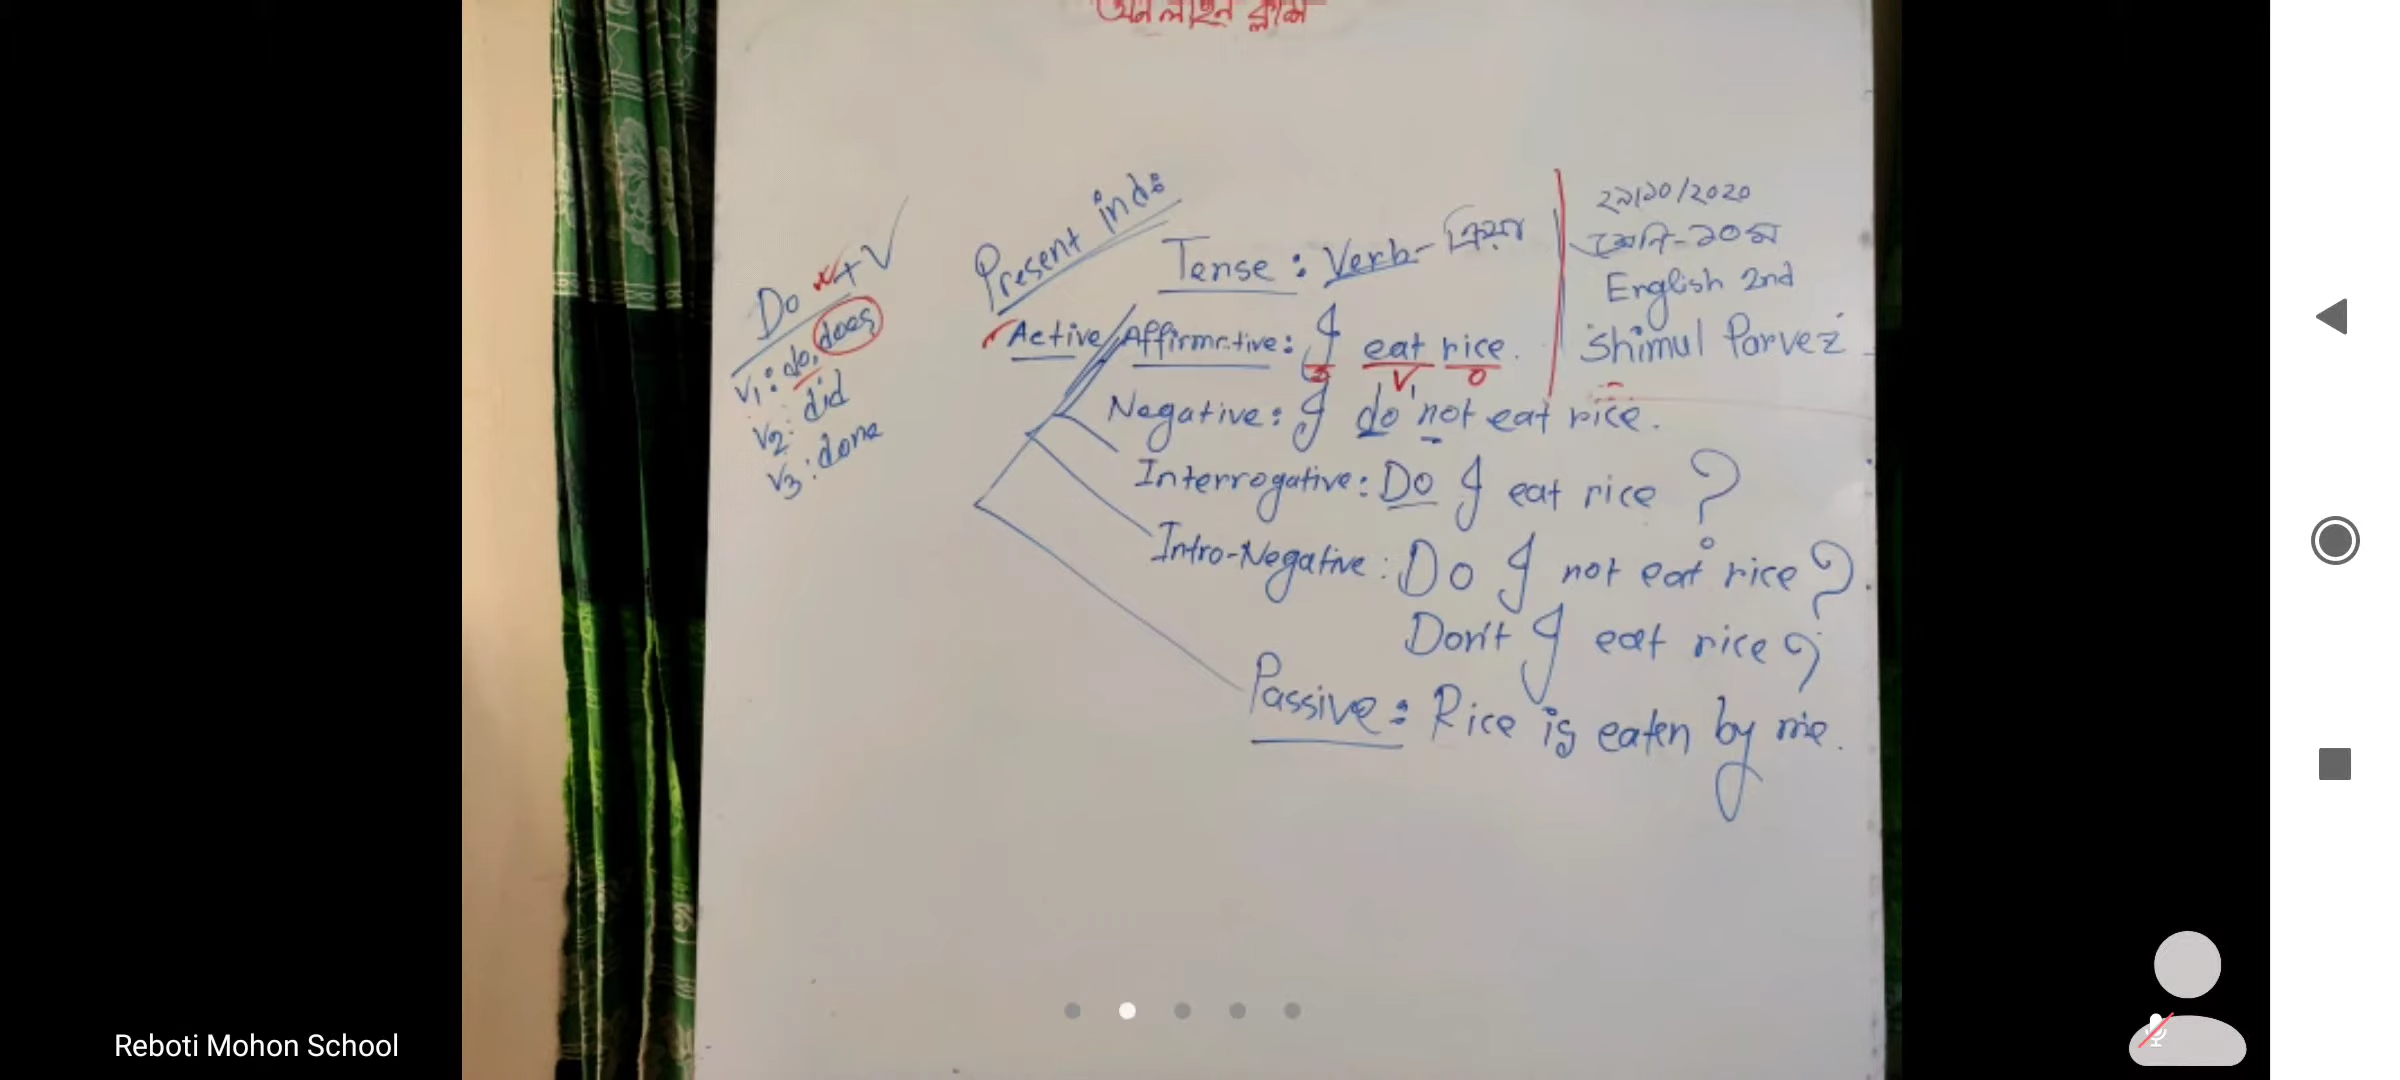 অনলাইন ক্লাস
২৯/১০/২০২০
শ্রেণি-১০ম
English 2nd
Shimul Parvez
Present ind:
Tense: Verb- ক্রিয়া
Active/Affirmative: I eat rice.
S V O
Negative: I do not eat rice.
Interrogative: Do I eat rice?
Intro-Negative: Do I not eat rice?
Don't I eat rice?
Passive: Rice is eaten by me.
Do + V
V1: do, does
V2: did
V3: done
Reboti Mohon School